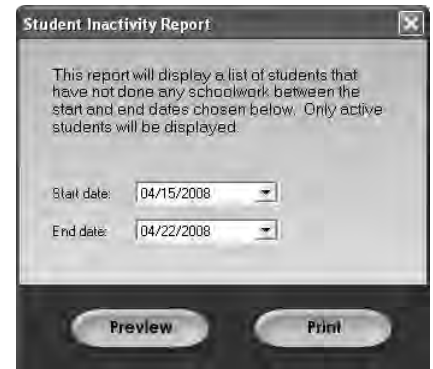 Student Inactivity Report
This report will display a list of students that
have not done any schoolwork between the
start and end dates chosen below. Only active
students will be displayed.
Start date: 04/15/2008
End date: 04/22/2008
Preview Print